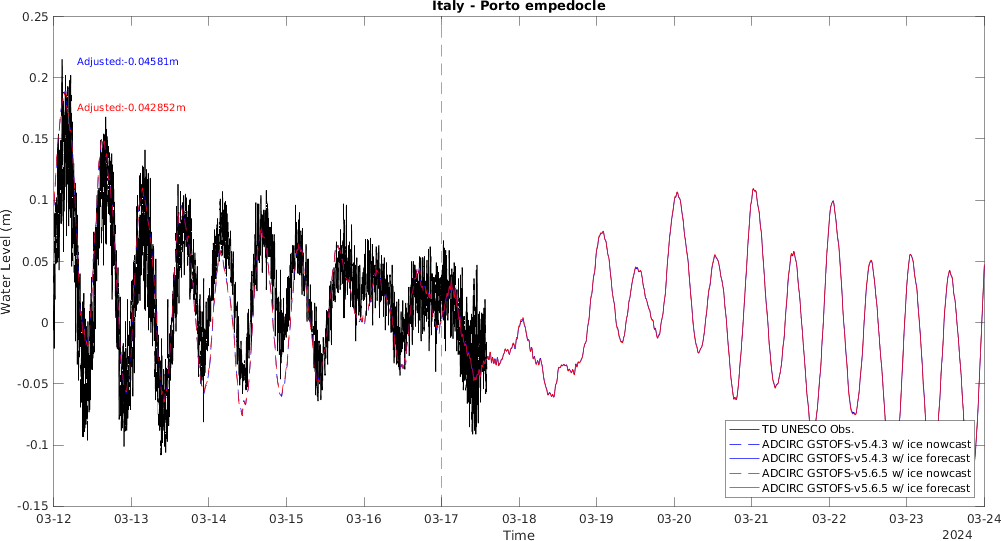 Italy - Porto empedocle
0.25
0.2
0.15
0.1
0.05
0
-0.05
-0.1
-0.15
Water Level (m)
Adjusted:-0.04581m
Adjusted:-0.042852m
TD UNESCO Obs.
ADCIRC GSTOFS-v5.4.3 w/ ice nowcast
ADCIRC GSTOFS-v5.4.3 w/ ice forecast
ADCIRC GSTOFS-v5.6.5 w/ ice nowcast
ADCIRC GSTOFS-v5.6.5 w/ ice forecast
03-12 03-13 03-14 03-15 03-16 03-17 03-18 03-19 03-20 03-21 03-22 03-23 03-24
Time
2024